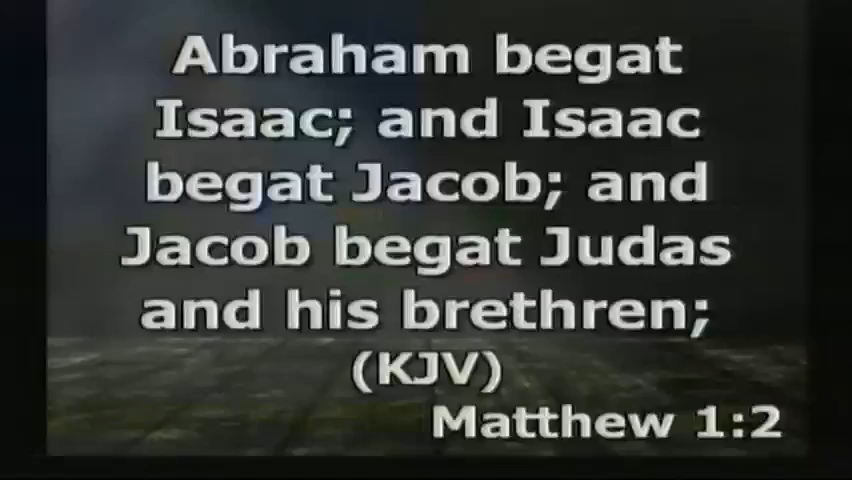 Abraham begat
Isaac; and Isaac
begat Jacob; and
Jacob begat Judas
and his brethren;
(KJV)
Matthew 1:2